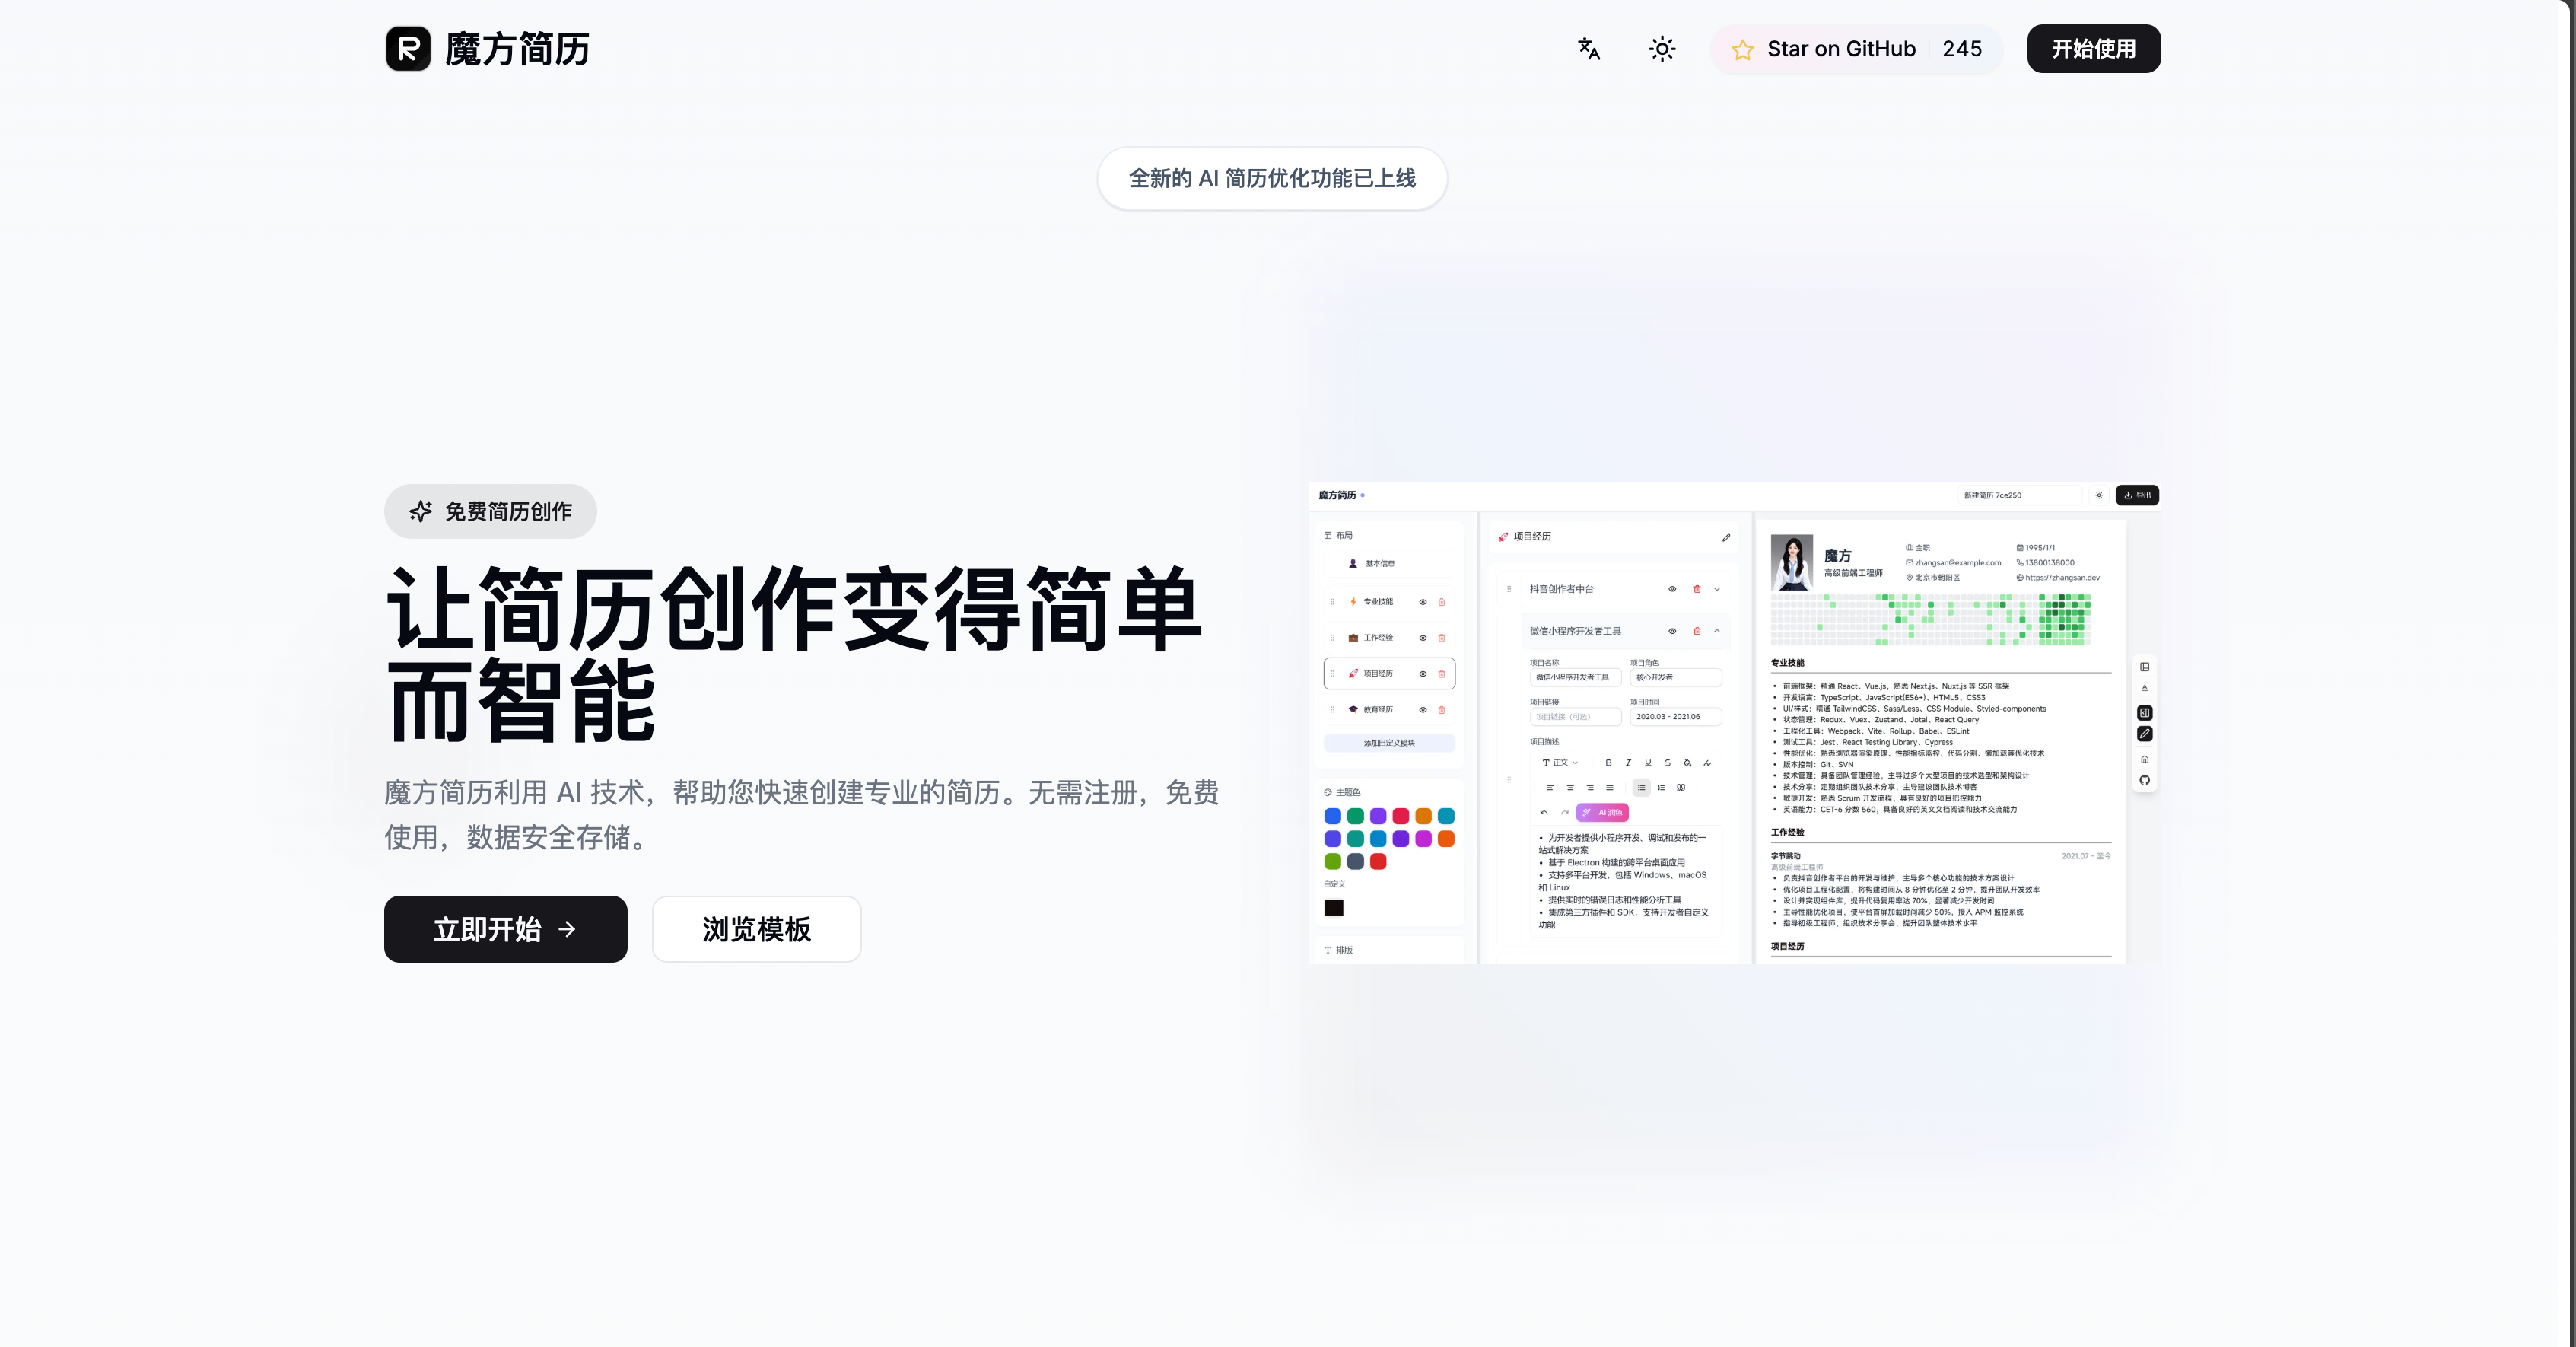 魔方简历
Star on GitHub 245
开始使用
全新的 AI 简历优化功能已上线
免费简历创作
让简历创作变得简单
而智能
魔方简历利用 AI 技术，帮助您快速创建专业的简历。无需注册，免费
使用，数据安全存储。
立即开始
浏览模板
魔方简历
新建简历 7ce250
导出
布局
基本信息
专业技能
工作经验
项目经历
教育经历
添加自定义模块
主题色
自定义
排版
项目经历
抖音创作者中台
微信小程序开发者工具
项目名称 项目角色
微信小程序开发者工具 核心开发者
项目链接 项目时间
项目链接（可选） 2020.03 - 2021.06
项目描述
正文
AI 润色
• 为开发者提供小程序开发、调试和发布的一
站式解决方案
• 基于 Electron 构建的跨平台桌面应用
• 支持多平台开发，包括 Windows、macOS
和 Linux
• 提供实时的错误日志和性能分析工具
• 集成第三方插件和 SDK，支持开发者自定义
功能
魔方
高级前端工程师
全职 1995/1/1
zhangsan@example.com 13800138000
北京市朝阳区 https://zhangsan.dev
专业技能
• 前端框架：精通 React、Vue.js，熟悉 Next.js、Nuxt.js 等 SSR 框架
• 开发语言：TypeScript、JavaScript(ES6+)、HTML5、CSS3
• UI/样式：精通 TailwindCSS、Sass/Less、CSS Module、Styled-components
• 状态管理：Redux、Vuex、Zustand、Jotai、React Query
• 工程化工具：Webpack、Vite、Rollup、Babel、ESLint
• 测试工具：Jest、React Testing Library、Cypress
• 性能优化：熟悉浏览器渲染原理、性能指标监控、代码分割、懒加载等优化技术
• 版本控制：Git、SVN
• 技术管理：具备团队管理经验，主导过多个大型项目的技术选型和架构设计
• 技术分享：定期组织团队技术分享，主导建设团队技术博客
• 敏捷开发：熟悉 Scrum 开发流程，具有良好的项目把控能力
• 英语能力：CET-6 分数 560，具备良好的英文文档阅读和技术交流能力
工作经验
字节跳动 2021.07 - 至今
高级前端工程师
• 负责抖音创作者平台的开发与维护，主导多个核心功能的技术方案设计
• 优化项目工程化配置，将构建时间从 8 分钟优化至 2 分钟，提升团队开发效率
• 设计并实现组件库，提升代码复用率达 70%，显著减少开发时间
• 主导性能优化项目，使平台首屏加载时间减少 50%，接入 APM 监控系统
• 指导初级工程师，组织技术分享会，提升团队整体技术水平
项目经历